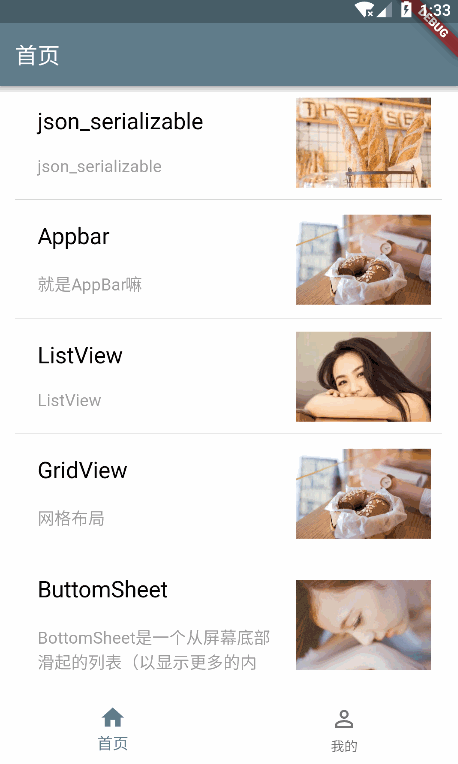 1:33
DEBUG
首页
json_serializable
json_serializable
Appbar
就是AppBar嘛
ListView
ListView
GridView
网格布局
ButtomSheet
BottomSheet是一个从屏幕底部
滑起的列表（以显示更多的内
首页
我的